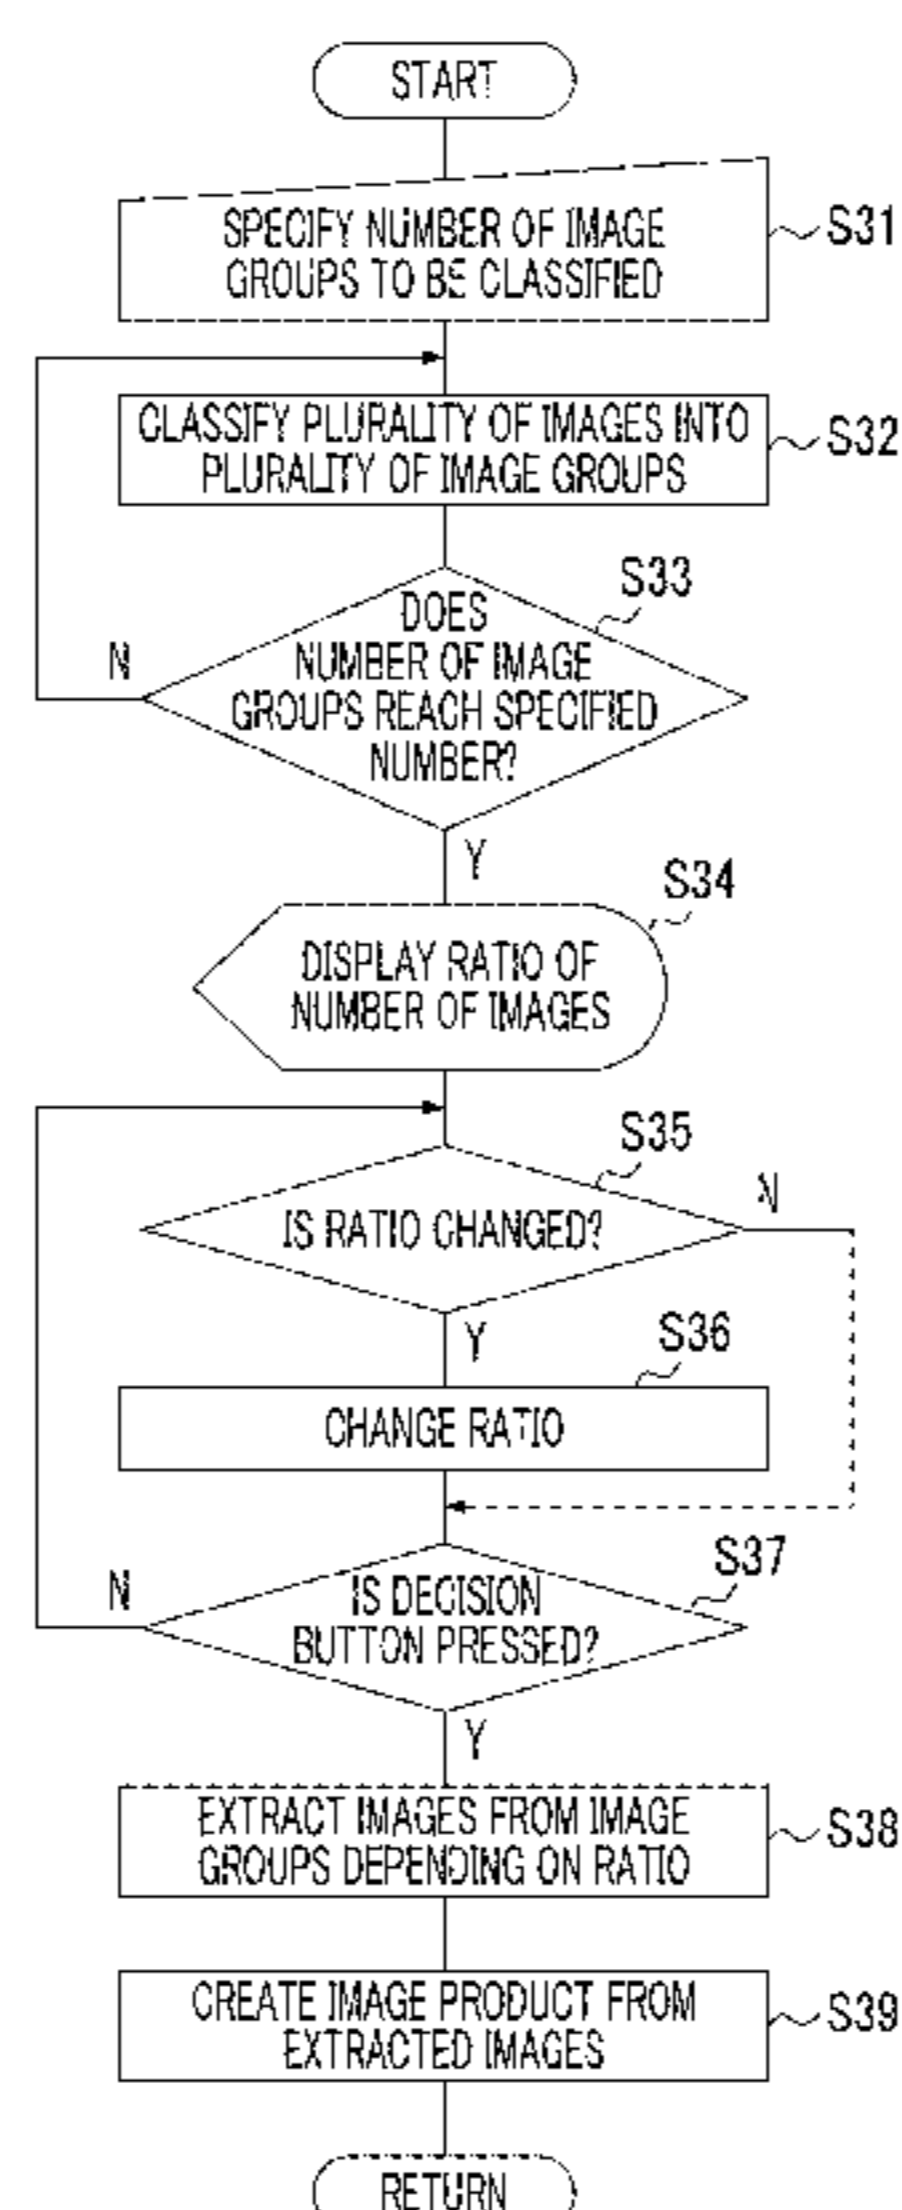 START
SPECIFY NUMBER OF IMAGE
GROUPS TO BE CLASSIFIED
S31
CLASSIFY PLURALITY OF IMAGES INTO
PLURALITY OF IMAGE GROUPS
S32
S33
DOES
NUMBER OF IMAGE
GROUPS REACH SPECIFIED
NUMBER?
N
Y
S34
DISPLAY RATIO OF
NUMBER OF IMAGES
S35
IS RATIO CHANGED?
N
Y
S36
CHANGE RATIO
S37
IS DECISION
BUTTON PRESSED?
N
Y
EXTRACT IMAGES FROM IMAGE
GROUPS DEPENDING ON RATIO
S38
CREATE IMAGE PRODUCT FROM
EXTRACTED IMAGES
S39
RETURN